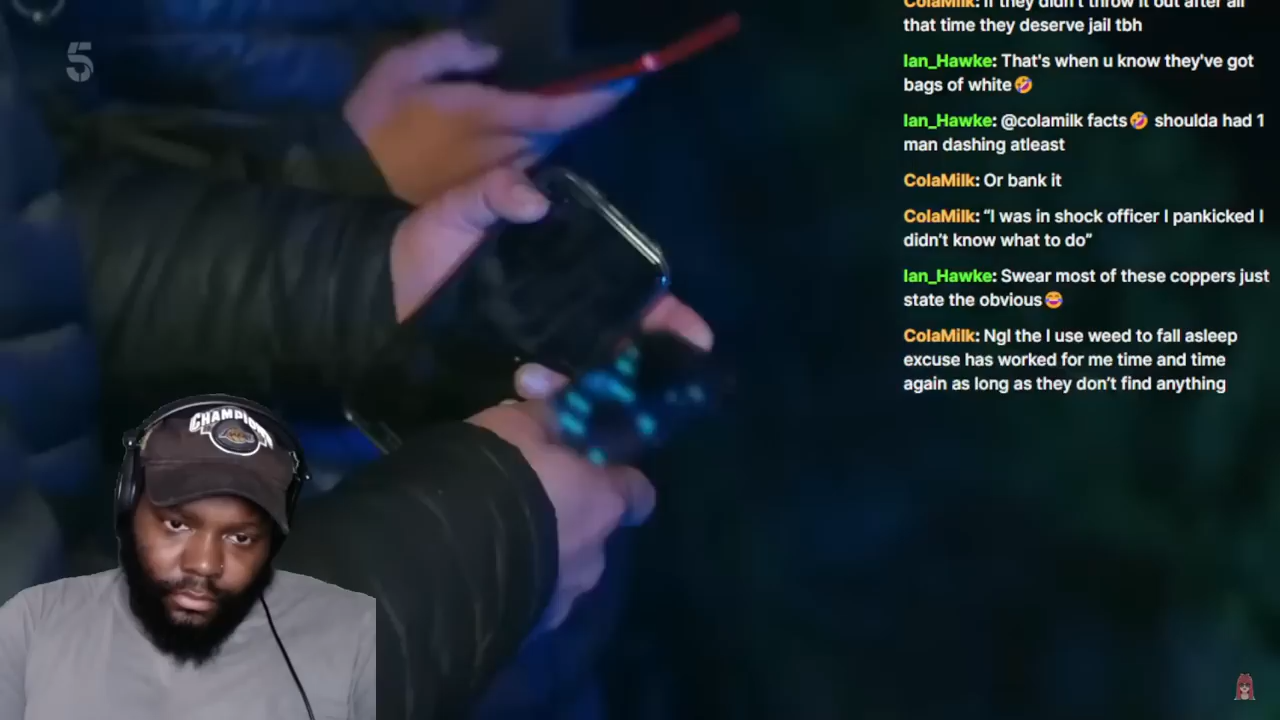 5
ColaMilk: If they didn't throw it out after all
that time they deserve jail tbh
Ian_Hawke: That's when u know they've got
bags of white🤣
Ian_Hawke: @colamilk facts🤣 shoulda had 1
man dashing atleast
ColaMilk: Or bank it
ColaMilk: “I was in shock officer I pankicked I
didn’t know what to do”
Ian_Hawke: Swear most of these coppers just
state the obvious😂
ColaMilk: Ngl the I use weed to fall asleep
excuse has worked for me time and time
again as long as they don’t find anything
CHAMPIONS